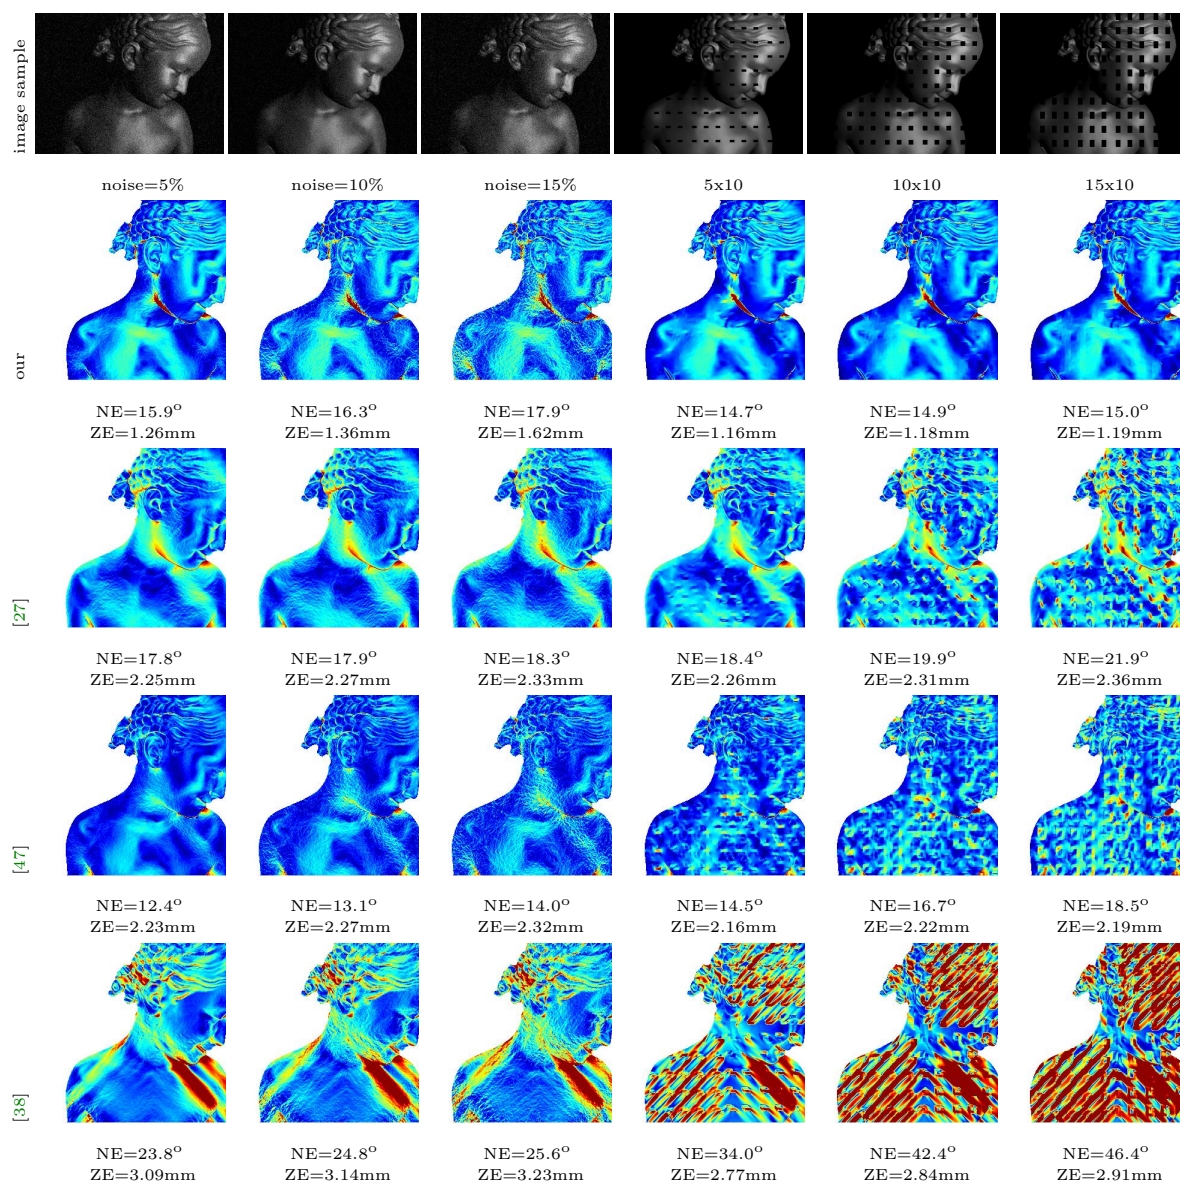 image sample
noise=5% noise=10% noise=15% 5x10 10x10 15x10
our
NE=15.9° NE=16.3° NE=17.9° NE=14.7° NE=14.9° NE=15.0°
ZE=1.26mm ZE=1.36mm ZE=1.62mm ZE=1.16mm ZE=1.18mm ZE=1.19mm
[27]
NE=17.8° NE=17.9° NE=18.3° NE=18.4° NE=19.9° NE=21.9°
ZE=2.25mm ZE=2.27mm ZE=2.33mm ZE=2.26mm ZE=2.31mm ZE=2.36mm
[47]
NE=12.4° NE=13.1° NE=14.0° NE=14.5° NE=16.7° NE=18.5°
ZE=2.23mm ZE=2.27mm ZE=2.32mm ZE=2.16mm ZE=2.22mm ZE=2.19mm
[38]
NE=23.8° NE=24.8° NE=25.6° NE=34.0° NE=42.4° NE=46.4°
ZE=3.09mm ZE=3.14mm ZE=3.23mm ZE=2.77mm ZE=2.84mm ZE=2.91mm